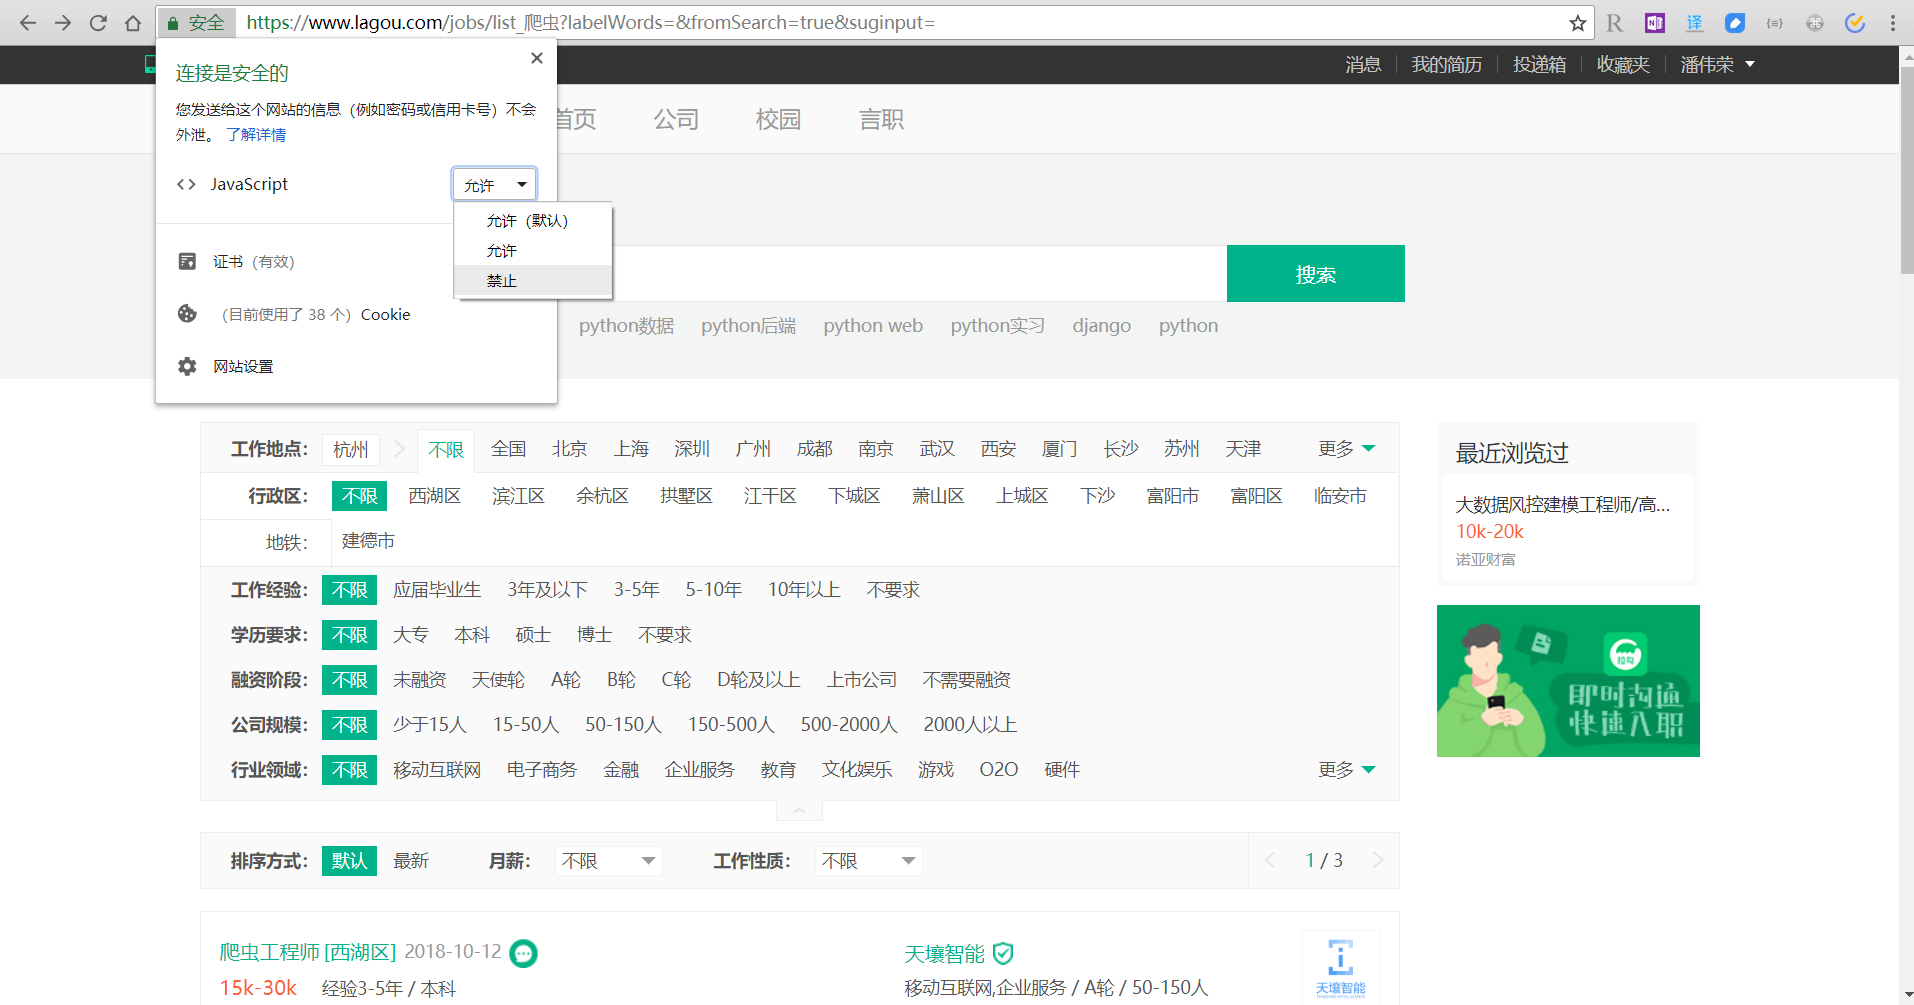 安全 https://www.lagou.com/jobs/list_爬虫?labelWords=&fromSearch=true&suginput=
消息 我的简历 投递箱 收藏夹 潘伟荣
连接是安全的
您发送给这个网站的信息（例如密码或信用卡号）不会
外泄。 了解详情
首页 公司 校园 言职
JavaScript 允许
允许（默认）
允许
禁止
证书 （有效）
（目前使用了 38 个） Cookie
网站设置
搜索
python数据 python后端 python web python实习 django python
工作地点： 杭州 不限 全国 北京 上海 深圳 广州 成都 南京 武汉 西安 厦门 长沙 苏州 天津 更多
行政区： 不限 西湖区 滨江区 余杭区 拱墅区 江干区 下城区 萧山区 上城区 下沙 富阳市 富阳区 临安市
地铁： 建德市
工作经验： 不限 应届毕业生 3年及以下 3-5年 5-10年 10年以上 不要求
学历要求： 不限 大专 本科 硕士 博士 不要求
融资阶段： 不限 未融资 天使轮 A轮 B轮 C轮 D轮及以上 上市公司 不需要融资
公司规模： 不限 少于15人 15-50人 50-150人 150-500人 500-2000人 2000人以上
行业领域： 不限 移动互联网 电子商务 金融 企业服务 教育 文化娱乐 游戏 O2O 硬件 更多
排序方式： 默认 最新 月薪： 不限 工作性质： 不限 1 / 3
爬虫工程师 [西湖区] 2018-10-12
15k-30k 经验3-5年 / 本科
天壤智能
移动互联网,企业服务 / A轮 / 50-150人
天壤智能
最近浏览过
大数据风控建模工程师/高...
10k-20k
诺亚财富
拉勾
即时沟通
快速入职